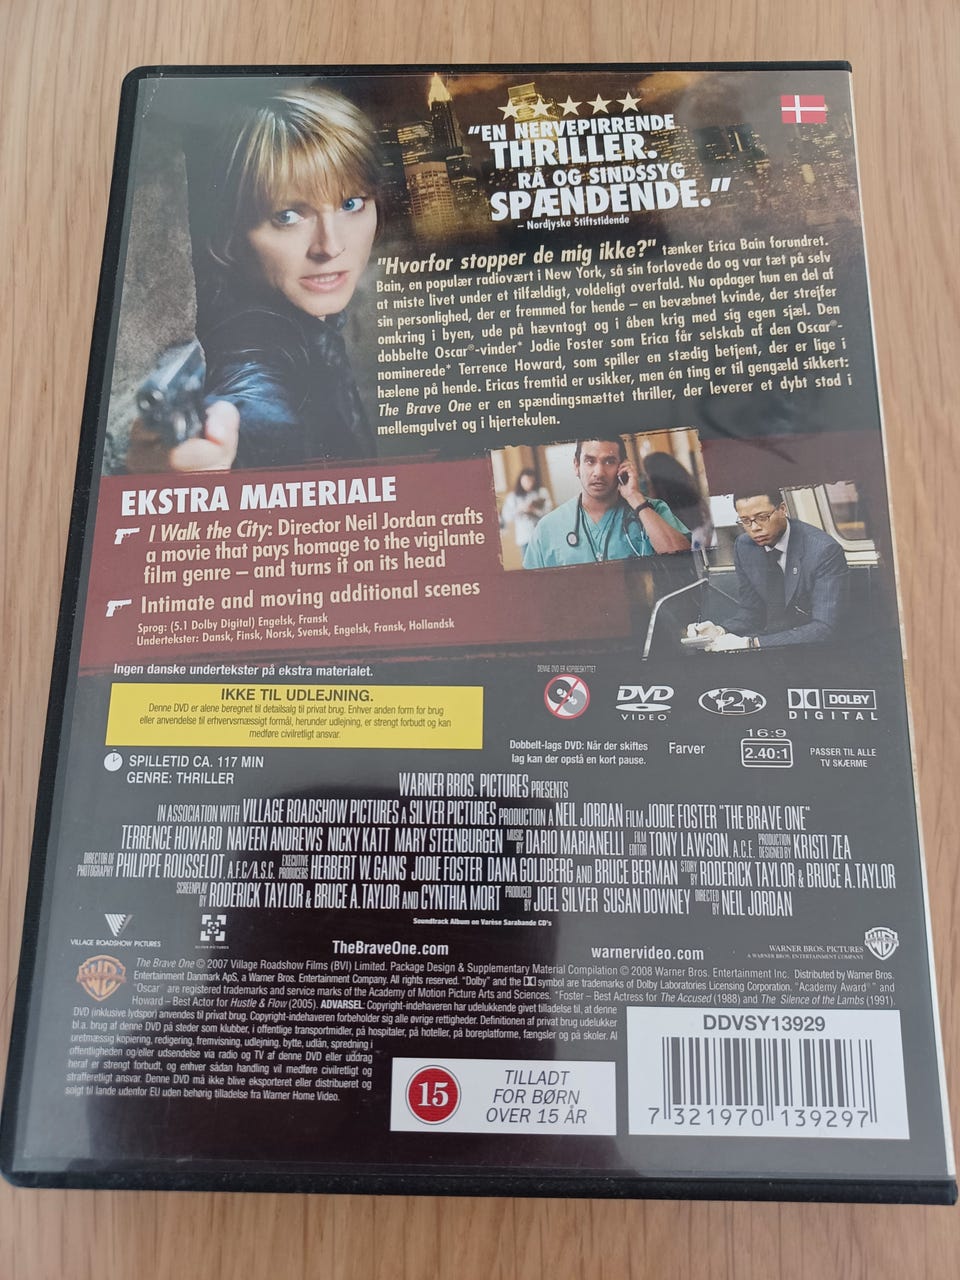 "EN NERVEPIRRENDE
THRILLER.
RÅ OG SINDSSYG
SPÆNDENDE."
– Nordjyske Stiftstidende
"Hvorfor stopper de mig ikke?" tænker Erica Bain forundret.
Bain, en populær radiovært i New York, så sin forlovede dø og var tæt på selv
at miste livet under et tilfældigt, voldeligt overfald. Nu opdager hun en del af
sin personlighed, der er fremmed for hende – en bevæbnet kvinde, der strejfer
omkring i byen, ude på hævntogt og i åben krig med sig egen sjæl. Den
dobbelte Oscar®-vinder* Jodie Foster som Erica får selskab af den Oscar®-
nominerede* Terrence Howard, som spiller en stædig betjent, der er lige i
hælene på hende. Ericas fremtid er usikker, men én ting er til gengæld sikkert:
The Brave One er en spændingsmættet thriller, der leverer et dybt stød i
mellemgulvet og i hjertekulen.
EKSTRA MATERIALE
I Walk the City: Director Neil Jordan crafts
a movie that pays homage to the vigilante
film genre – and turns it on its head
Intimate and moving additional scenes
Sprog: (5.1 Dolby Digital) Engelsk, Fransk
Undertekster: Dansk, Finsk, Norsk, Svensk, Engelsk, Fransk, Hollandsk
Ingen danske undertekster på ekstra materialet.
IKKE TIL UDLEJNING.
Denne DVD er alene beregnet til detailsalg til privat brug. Enhver anden form for brug
eller anvendelse til erhvervsmæssigt formål, herunder udlejning, er strengt forbudt og kan
medføre civilretligt ansvar.
DENNE DVD ER KOPIBESKYTTET
DVD
VIDEO
2
DOLBY
DIGITAL
SPILLETID CA. 117 MIN
GENRE: THRILLER
Dobbelt-lags DVD: Når der skiftes
lag kan der opstå en kort pause.
Farver
16:9
2.40:1
PASSER TIL ALLE
TV SKÆRME
WARNER BROS. PICTURES PRESENTS
IN ASSOCIATION WITH VILLAGE ROADSHOW PICTURES A SILVER PICTURES PRODUCTION A NEIL JORDAN FILM JODIE FOSTER "THE BRAVE ONE"
TERRENCE HOWARD NAVEEN ANDREWS NICKY KATT MARY STEENBURGEN MUSIC BY DARIO MARIANELLI FILM EDITOR TONY LAWSON, A.C.E. PRODUCTION DESIGNED BY KRISTI ZEA
DIRECTOR OF PHOTOGRAPHY PHILIPPE ROUSSELOT, A.F.C./A.S.C. EXECUTIVE PRODUCERS HERBERT W. GAINS JODIE FOSTER DANA GOLDBERG AND BRUCE BERMAN STORY BY RODERICK TAYLOR & BRUCE A. TAYLOR
SCREENPLAY BY RODERICK TAYLOR & BRUCE A. TAYLOR AND CYNTHIA MORT PRODUCED BY JOEL SILVER SUSAN DOWNEY DIRECTED BY NEIL JORDAN
Soundtrack Album on Varèse Sarabande CD's
VILLAGE ROADSHOW PICTURES
TheBraveOne.com
warnervideo.com
WARNER BROS. PICTURES
A WARNER BROS. ENTERTAINMENT COMPANY
The Brave One © 2007 Village Roadshow Films (BVI) Limited. Package Design & Supplementary Material Compilation © 2008 Warner Bros. Entertainment Inc. Distributed by Warner Bros.
Entertainment Danmark ApS, a Warner Bros. Entertainment Company. All rights reserved. "Dolby" and the symbol are trademarks of Dolby Laboratories Licensing Corporation. "Academy Award" and
"Oscar" are registered trademarks and service marks of the Academy of Motion Picture Arts and Sciences. *Foster – Best Actress for The Accused (1988) and The Silence of the Lambs (1991).
Howard – Best Actor for Hustle & Flow (2005). ADVARSEL: Copyright-indehaveren har udelukkende givet tilladelse til, at denne
DVD (inklusive lydspor) anvendes til privat brug. Copyright-indehaveren forbeholder sig alle øvrige rettigheder. Definitionen af privat brug udelukker
bl.a. brug af denne DVD på steder som klubber, i offentlige transportmidler, på hospitaler, på hoteller, på boreplatforme, fængsler og på skoler. Al
uretmæssig kopiering, redigering, fremvisning, udlejning, bytte, udlån, spredning i
offentligheden og/eller udsendelse via radio og TV af denne DVD eller uddrag
heraf er strengt forbudt, og enhver sådan handling vil medføre civilretligt og
strafferetligt ansvar. Denne DVD må ikke blive eksporteret eller distribueret og
solgt til lande udenfor EU uden behørig tilladelse fra Warner Home Video.
15
TILLADT
FOR BØRN
OVER 15 ÅR
DDVSY13929
7 321970 139297